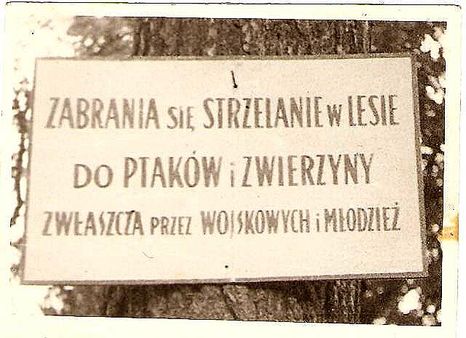 ZABRANIA SIĘ STRZELANIE W LESIE
DO PTAKÓW i ZWIERZYNY
ZWŁASZCZA PRZEZ WOJSKOWYCH i MŁODZIEŻ